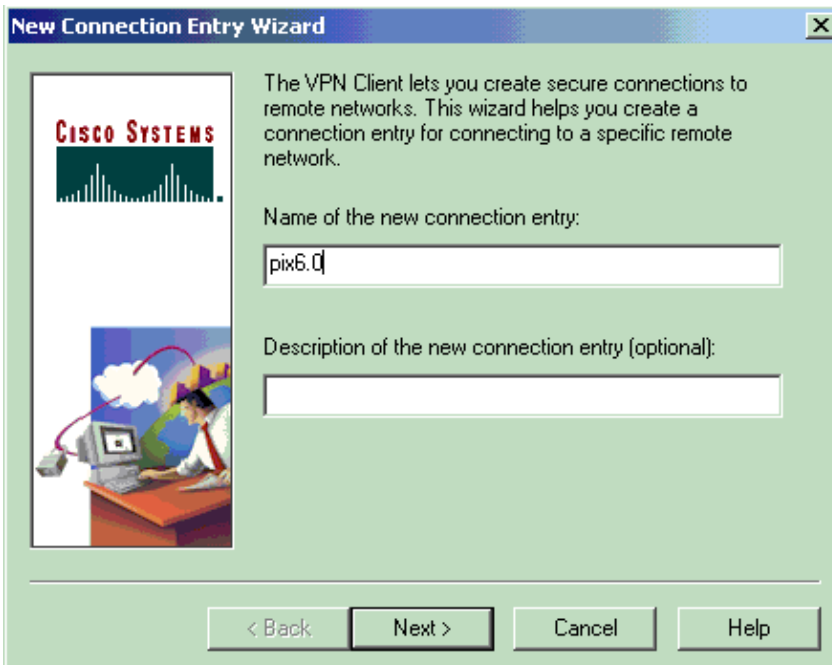 New Connection Entry Wizard
CISCO SYSTEMS
The VPN Client lets you create secure connections to
remote networks. This wizard helps you create a
connection entry for connecting to a specific remote
network.
Name of the new connection entry:
pix6.0
Description of the new connection entry (optional):
< Back
Next >
Cancel
Help